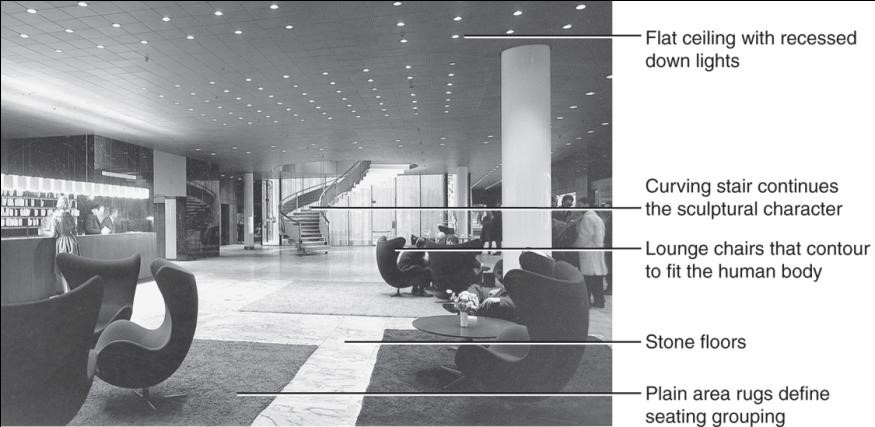 Flat ceiling with recessed
down lights
Curving stair continues
the sculptural character
Lounge chairs that contour
to fit the human body
Stone floors
Plain area rugs define
seating grouping